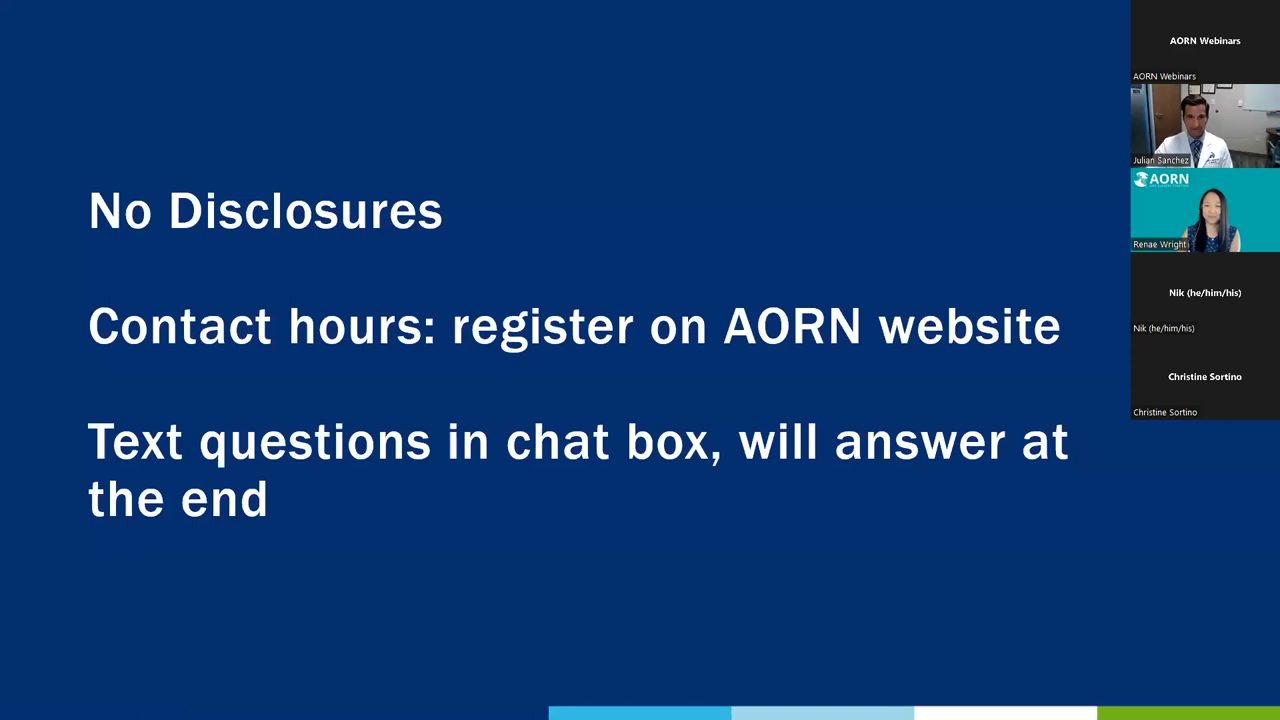 No Disclosures
Contact hours: register on AORN website
Text questions in chat box, will answer at
the end
AORN Webinars
AORN Webinars
Julian Sanchez
AORN
Renae Wright
Nik (he/him/his)
Nik (he/him/his)
Christine Sortino
Christine Sortino